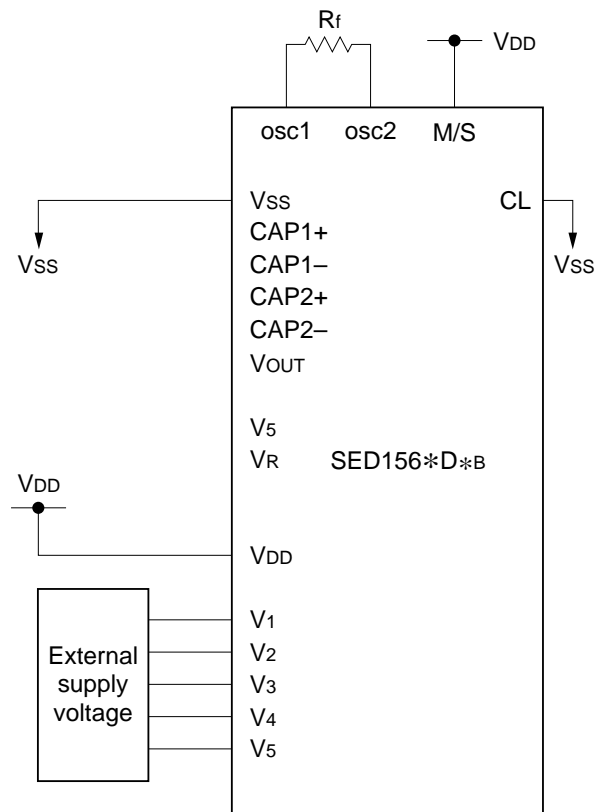 Rf
VDD
osc1 osc2 M/S
VSS CL
CAP1+
CAP1–
CAP2+
CAP2–
VOUT
VSS
VSS
V5
VR SED156*D*B
VDD
VDD
V1
V2
V3
V4
V5
External
supply
voltage